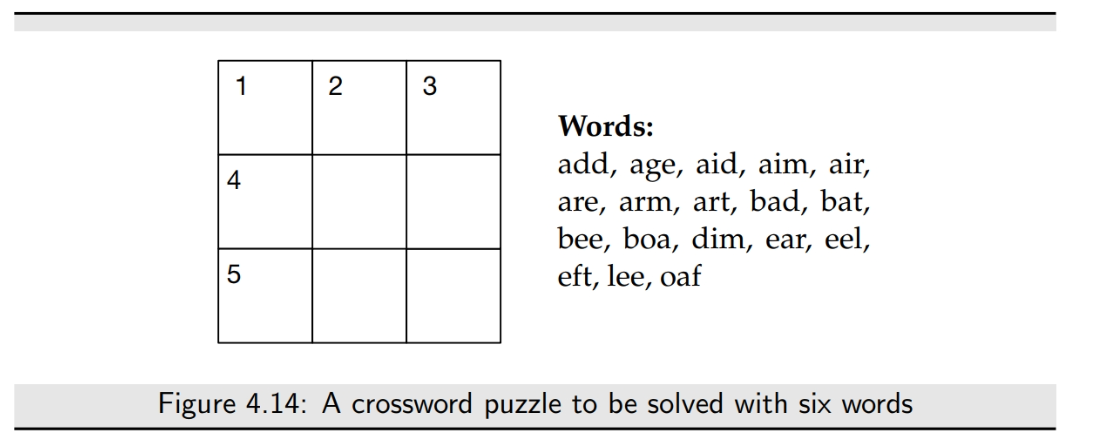 1 2 3
4
5
Words:
add, age, aid, aim, air,
are, arm, art, bad, bat,
bee, boa, dim, ear, eel,
eft, lee, oaf
Figure 4.14: A crossword puzzle to be solved with six words